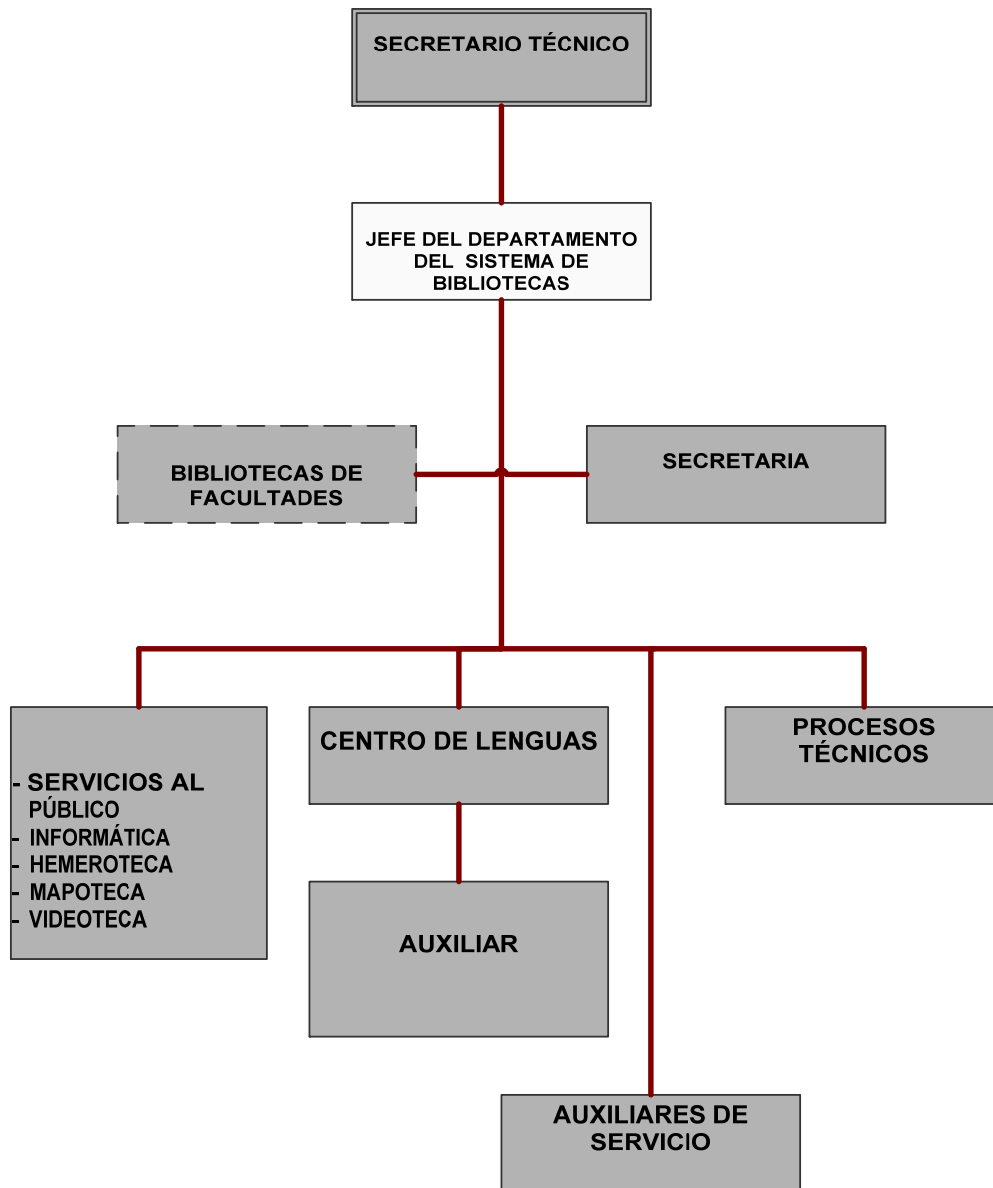 SECRETARIO TÉCNICO
JEFE DEL DEPARTAMENTO
DEL SISTEMA DE
BIBLIOTECAS
BIBLIOTECAS DE
FACULTADES
SECRETARIA
- SERVICIOS AL
PÚBLICO
- INFORMÁTICA
- HEMEROTECA
- MAPOTECA
- VIDEOTECA
CENTRO DE LENGUAS
PROCESOS
TÉCNICOS
AUXILIAR
AUXILIARES DE
SERVICIO